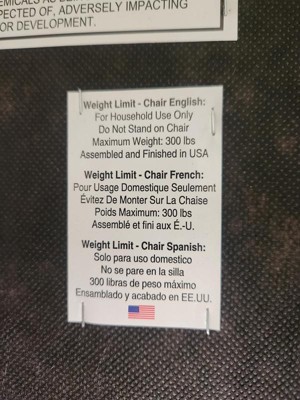 PECTED OF, ADVERSELY IMPACTING
OR DEVELOPMENT.
Weight Limit - Chair English:
For Household Use Only
Do Not Stand on Chair
Maximum Weight: 300 lbs
Assembled and Finished in USA
Weight Limit - Chair French:
Pour Usage Domestique Seulement
Évitez De Monter Sur La Chaise
Poids Maximum: 300 lbs
Assemblé et fini aux É.-U.
Weight Limit - Chair Spanish:
Solo para uso domestico
No se pare en la silla
300 libras de peso máximo
Ensamblado y acabado en EE.UU.